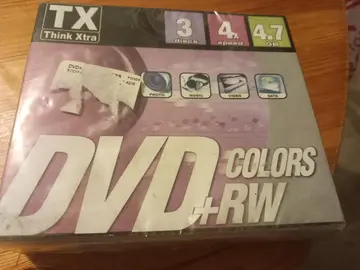 TX
Think Xtra
3
discs
4x
speed
4.7
GB
PHOTO
MUSIC
VIDEO
DATA
COLORS
DVD
+RW